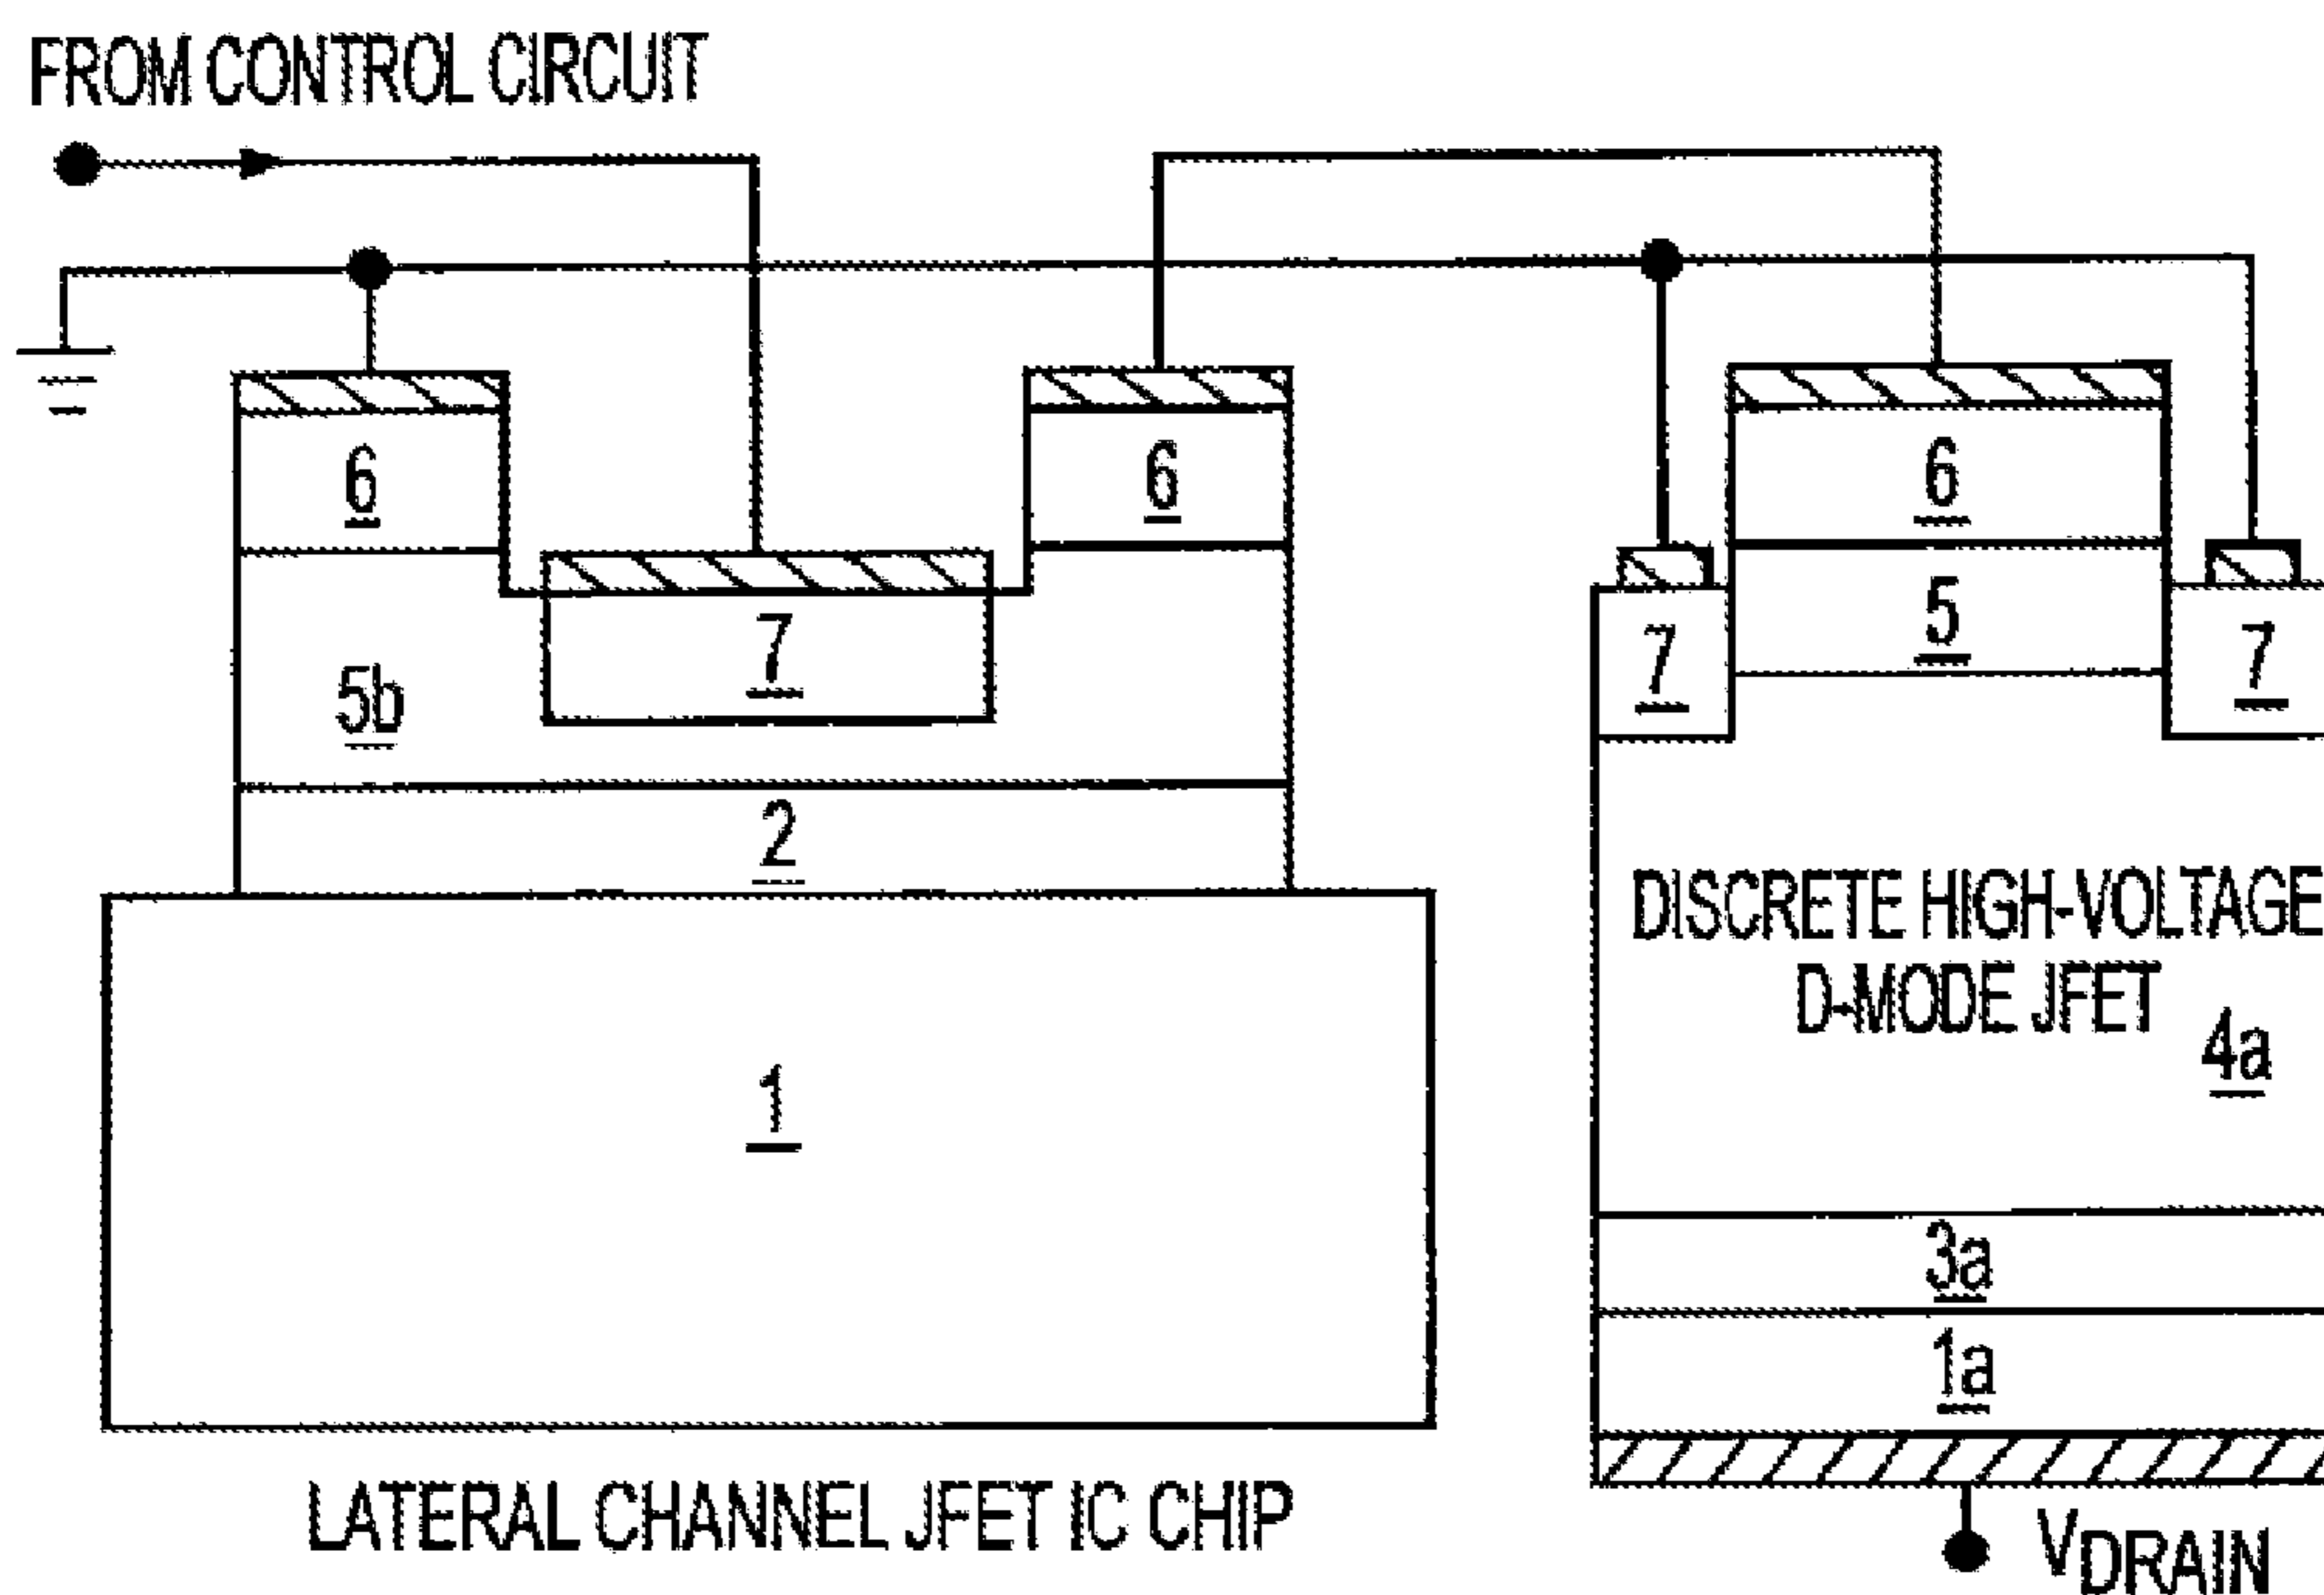 FROM CONTROL CIRCUIT
6
6
6
7
5
7
7
5b
2
DISCRETE HIGH-VOLTAGE
D-MODE JFET
4a
1
3a
1a
LATERAL CHANNEL JFET IC CHIP
VDRAIN